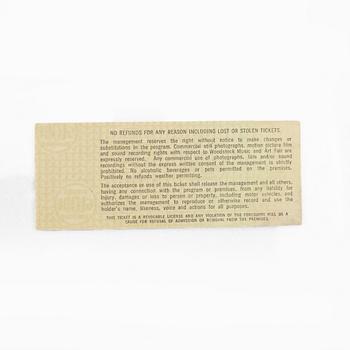 NO REFUNDS FOR ANY REASON INCLUDING LOST OR STOLEN TICKETS.
The management reserves the right without notice to make changes or
substitutions in the program. Commercial still photographs, motion picture film
and sound recording rights with respect to Woodstock Music and Art Fair are
expressly reserved. Any commercial use of photographs, film and/or sound
recordings without the express written consent of the management is strictly
prohibited. No alcoholic beverages or pets permitted on the premises.
Positively no refunds weather permitting.
The acceptance or use of this ticket shall release the management and all others,
having any connection with the program or premises, from any liability for
injury, damages or loss to person or property, including motor vehicles, and
authorizes the management to reproduce or otherwise record and use the
holder's name, likeness, voice and actions for all purposes.
THIS TICKET IS A REVOCABLE LICENSE AND ANY VIOLATION OF THE FOREGOING WILL BE A
CAUSE FOR REFUSAL OF ADMISSION OR REMOVAL FROM THE PREMISES.